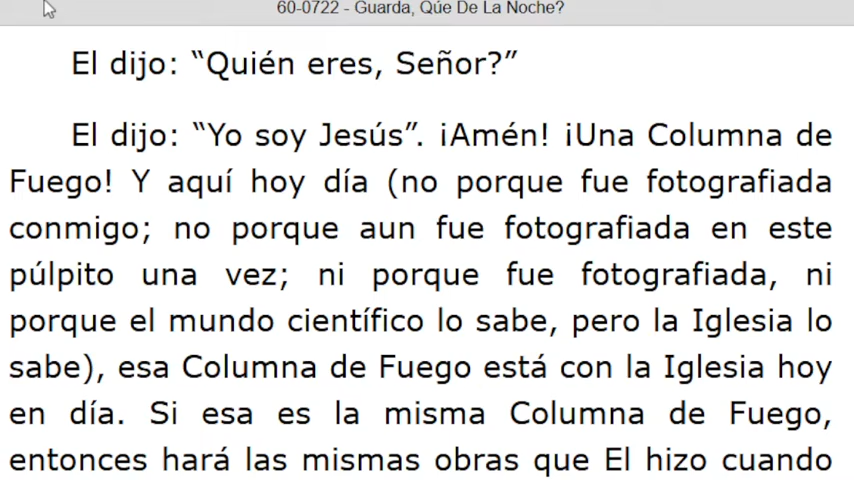 60-0722 - Guarda, Qúe De La Noche?
El dijo: “Quién eres, Señor?”
El dijo: “Yo soy Jesús”. ¡Amén! ¡Una Columna de
Fuego! Y aquí hoy día (no porque fue fotografiada
conmigo; no porque aun fue fotografiada en este
púlpito una vez; ni porque fue fotografiada, ni
porque el mundo científico lo sabe, pero la Iglesia lo
sabe), esa Columna de Fuego está con la Iglesia hoy
en día. Si esa es la misma Columna de Fuego,
entonces hará las mismas obras que El hizo cuando